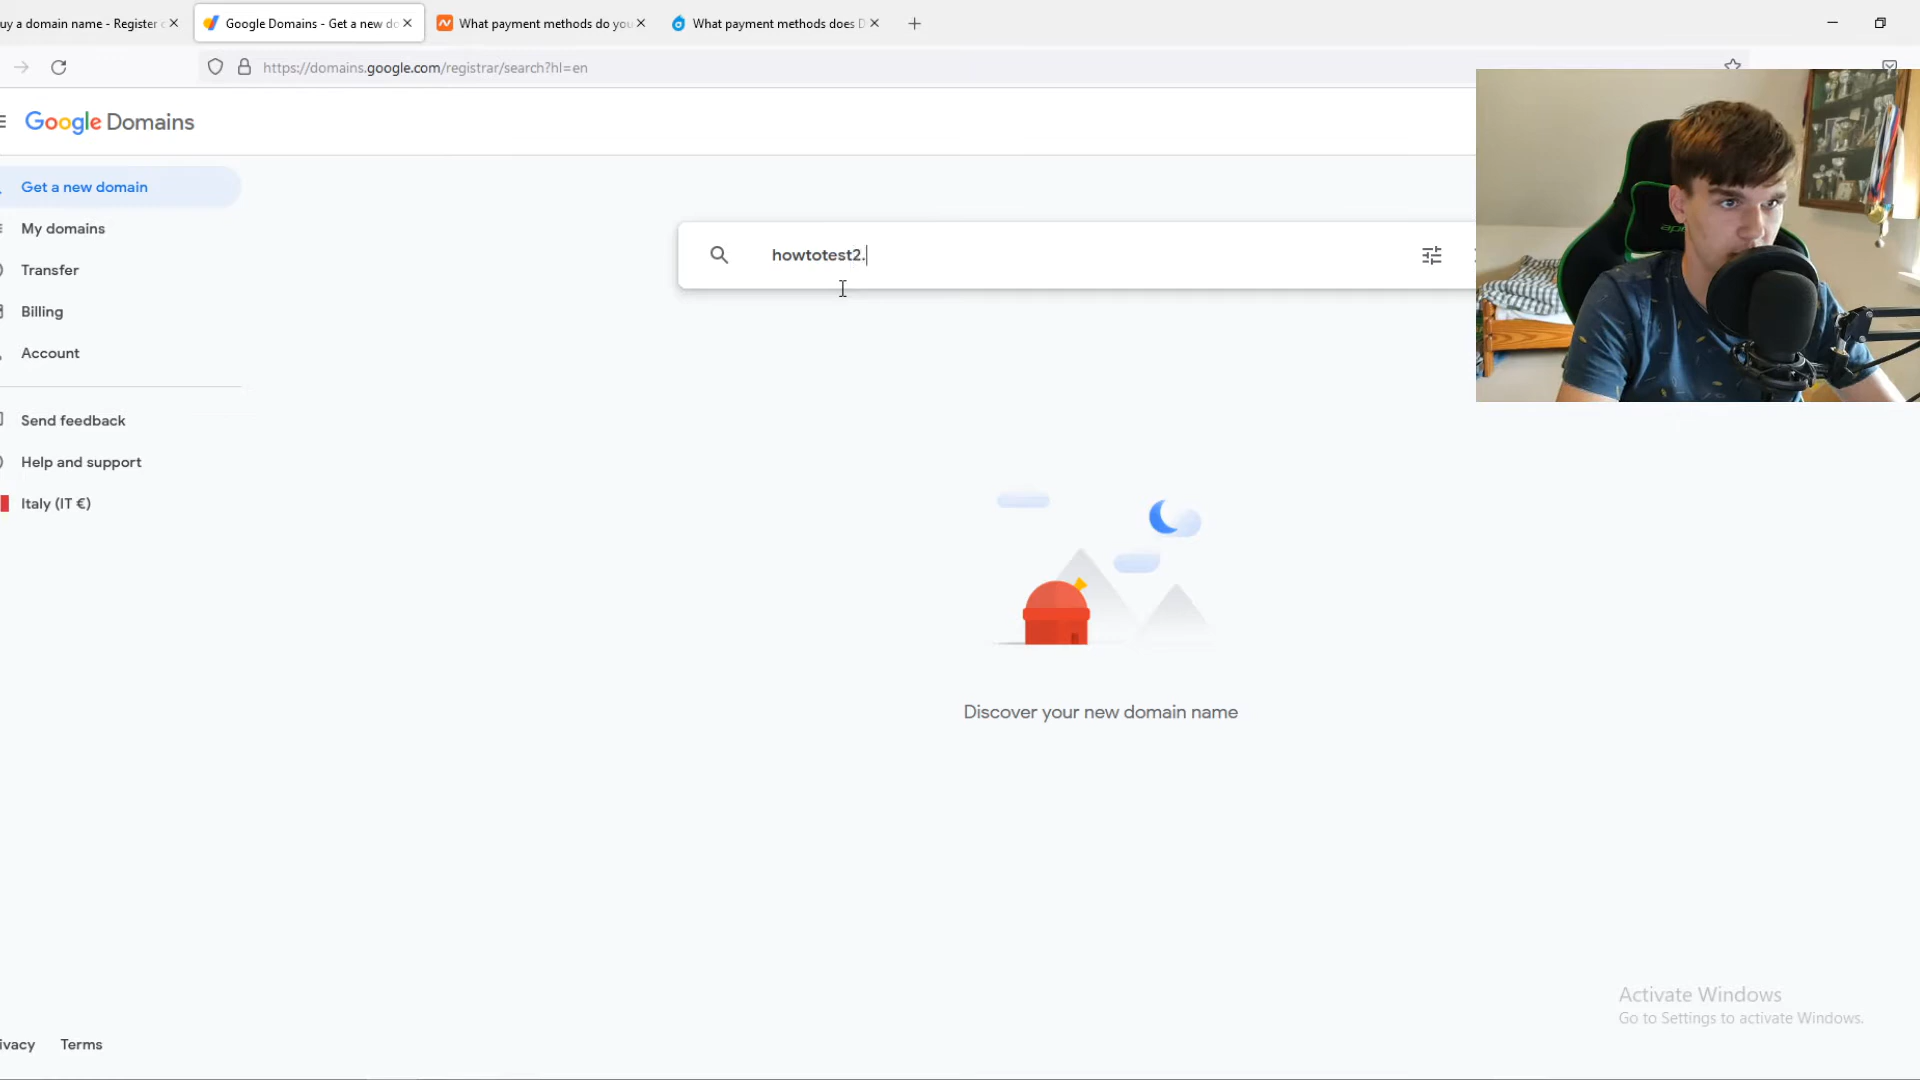 uy a domain name - Register
Google Domains - Get a new do
What payment methods do you
What payment methods does D
https://domains.google.com/registrar/search?hl=en
Google Domains
Get a new domain
My domains
Transfer
Billing
Account
Send feedback
Help and support
Italy (IT €)
howtotest2.
Discover your new domain name
Activate Windows
Go to Settings to activate Windows.
ivacy
Terms